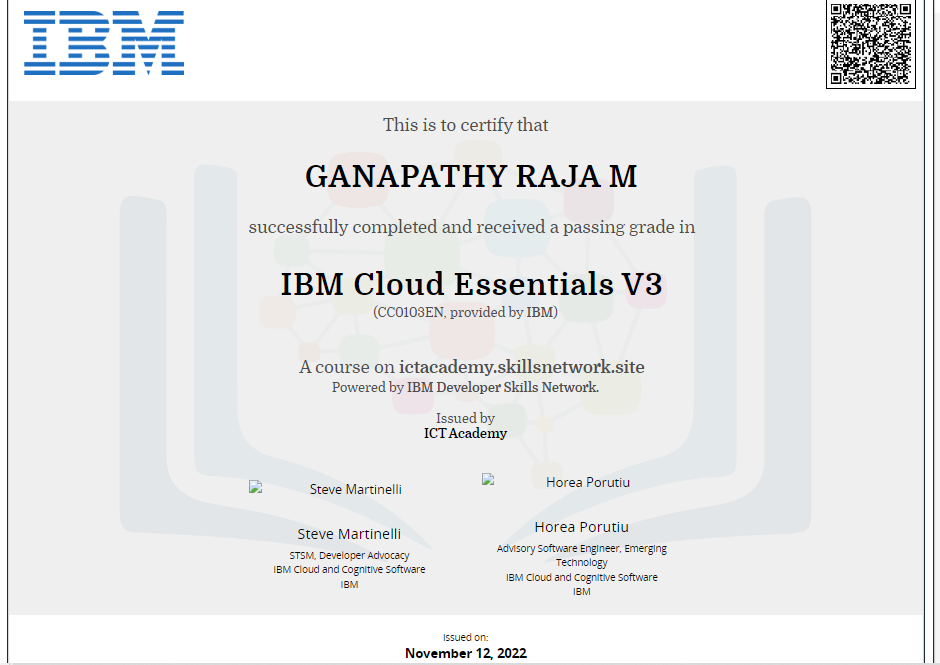 IBM
This is to certify that
GANAPATHY RAJA M
successfully completed and received a passing grade in
IBM Cloud Essentials V3
(CC0103EN, provided by IBM)
A course on ictacademy.skillsnetwork.site
Powered by IBM Developer Skills Network.
Issued by
ICT Academy
Steve Martinelli
Horea Porutiu
Steve Martinelli
STSM, Developer Advocacy
IBM Cloud and Cognitive Software
IBM
Horea Porutiu
Advisory Software Engineer, Emerging
Technology
IBM Cloud and Cognitive Software
IBM
Issued on:
November 12, 2022